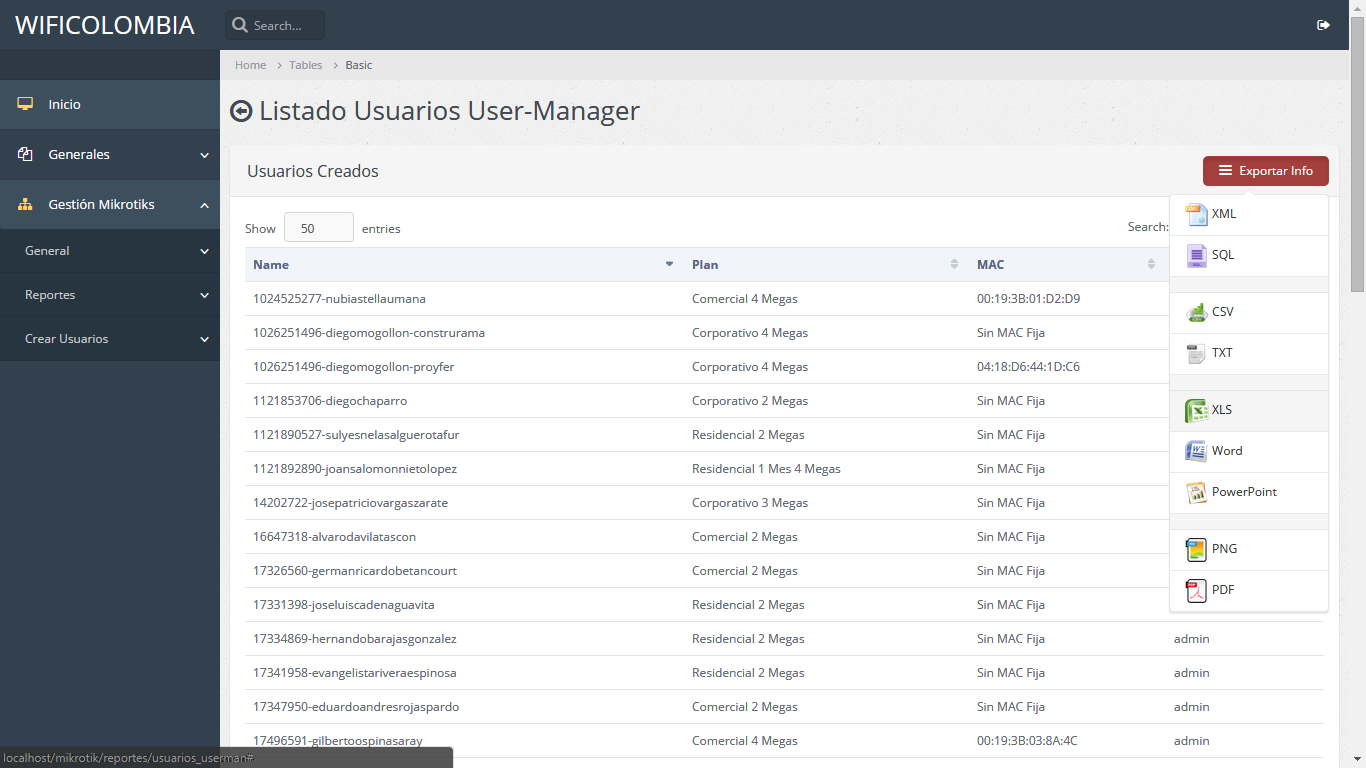 WIFICOLOMBIA
Search...
Home > Tables > Basic
Inicio
Generales
Gestión Mikrotiks
General
Reportes
Crear Usuarios
Listado Usuarios User-Manager
Usuarios Creados
Exportar Info
XML
SQL
CSV
TXT
XLS
Word
PowerPoint
PNG
PDF
Show 50 entries
Search:
Name Plan MAC
1024525277-nubiastellaumana Comercial 4 Megas 00:19:3B:01:D2:D9
1026251496-diegomogollon-construrama Corporativo 4 Megas Sin MAC Fija
1026251496-diegomogollon-proyfer Corporativo 4 Megas 04:18:D6:44:1D:C6
1121853706-diegochaparro Corporativo 2 Megas Sin MAC Fija
1121890527-sulyesnelasalguerotafur Residencial 2 Megas Sin MAC Fija
1121892890-joansalomonnietolopez Residencial 1 Mes 4 Megas Sin MAC Fija
14202722-josepatriciovargaszarate Corporativo 3 Megas Sin MAC Fija
16647318-alvarodavilatascon Comercial 2 Megas Sin MAC Fija
17326560-germanricardobetancourt Comercial 2 Megas Sin MAC Fija
17331398-joseluiscadenaguavita Residencial 2 Megas Sin MAC Fija
17334869-hernandobarajasgonzalez Residencial 2 Megas Sin MAC Fija admin
17341958-evangelistariveraespinosa Residencial 2 Megas Sin MAC Fija admin
17347950-eduardoandresrojaspardo Comercial 2 Megas Sin MAC Fija admin
17496591-gilbertoospinasaray Comercial 4 Megas 00:19:3B:03:8A:4C admin
localhost/mikrotik/reportes/usuarios_userman#